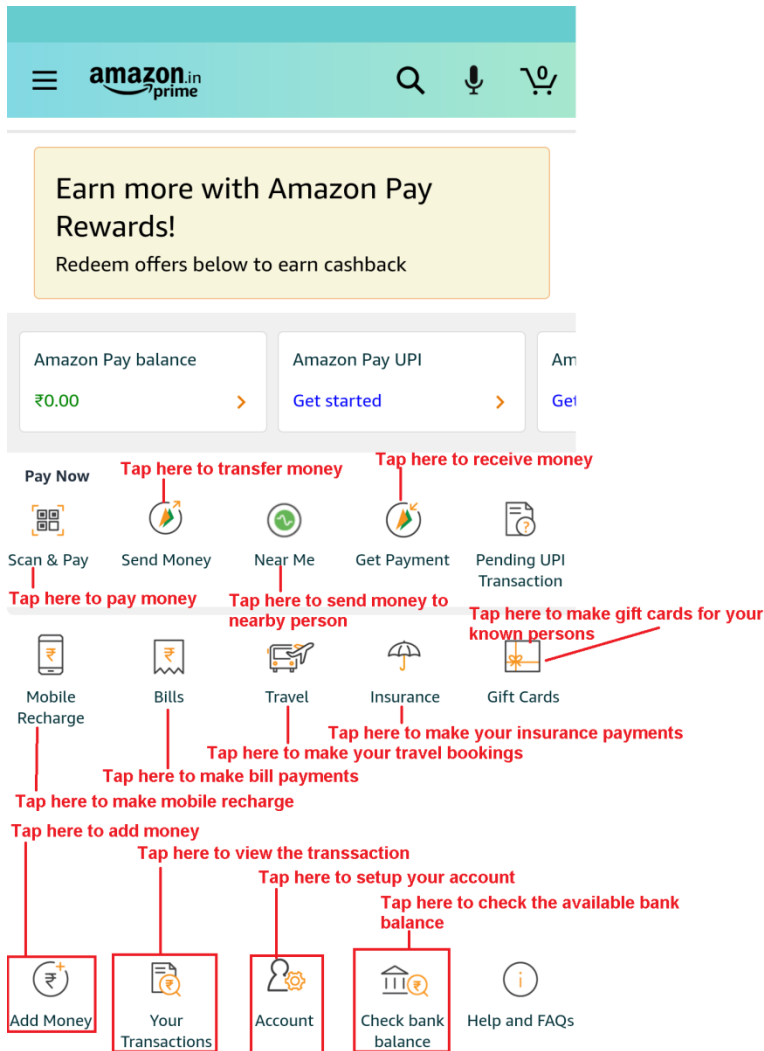 amazon.in
prime
0
Earn more with Amazon Pay
Rewards!
Redeem offers below to earn cashback
Amazon Pay balance
₹0.00
Amazon Pay UPI
Get started
Am
Get
Pay Now
Tap here to transfer money
Tap here to receive money
Scan & Pay
Send Money
Near Me
Get Payment
Pending UPI
Transaction
Tap here to pay money
Tap here to send money to
nearby person
Tap here to make gift cards for your
known persons
Mobile
Recharge
Bills
Travel
Insurance
Gift Cards
Tap here to make your insurance payments
Tap here to make your travel bookings
Tap here to make bill payments
Tap here to make mobile recharge
Tap here to add money
Tap here to view the transsaction
Tap here to setup your account
Tap here to check the available bank
balance
Add Money
Your
Transactions
Account
Check bank
balance
Help and FAQs